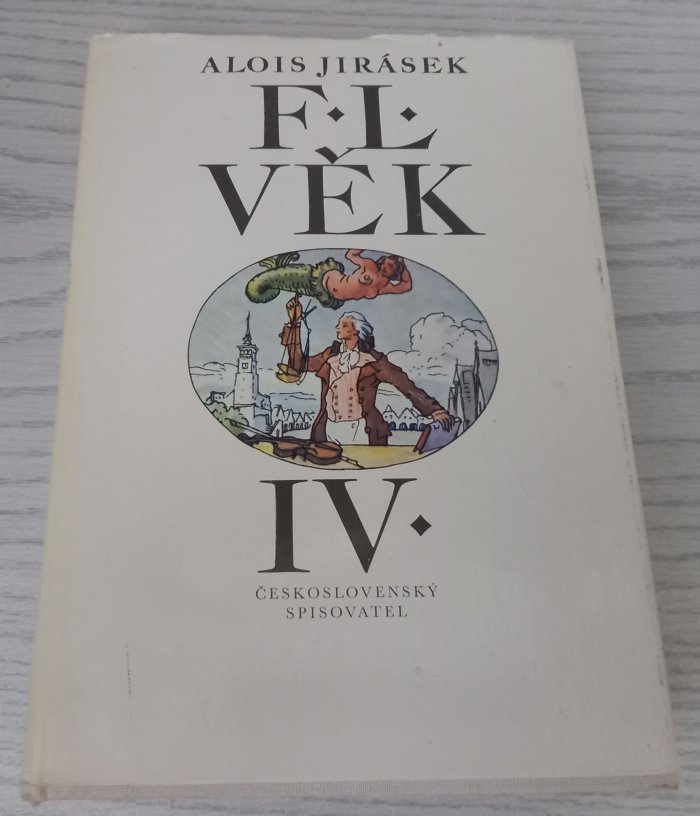 ALOIS JIRÁSEK
F·L·
VĚK
IV·
ČESKOSLOVENSKÝ
SPISOVATEL